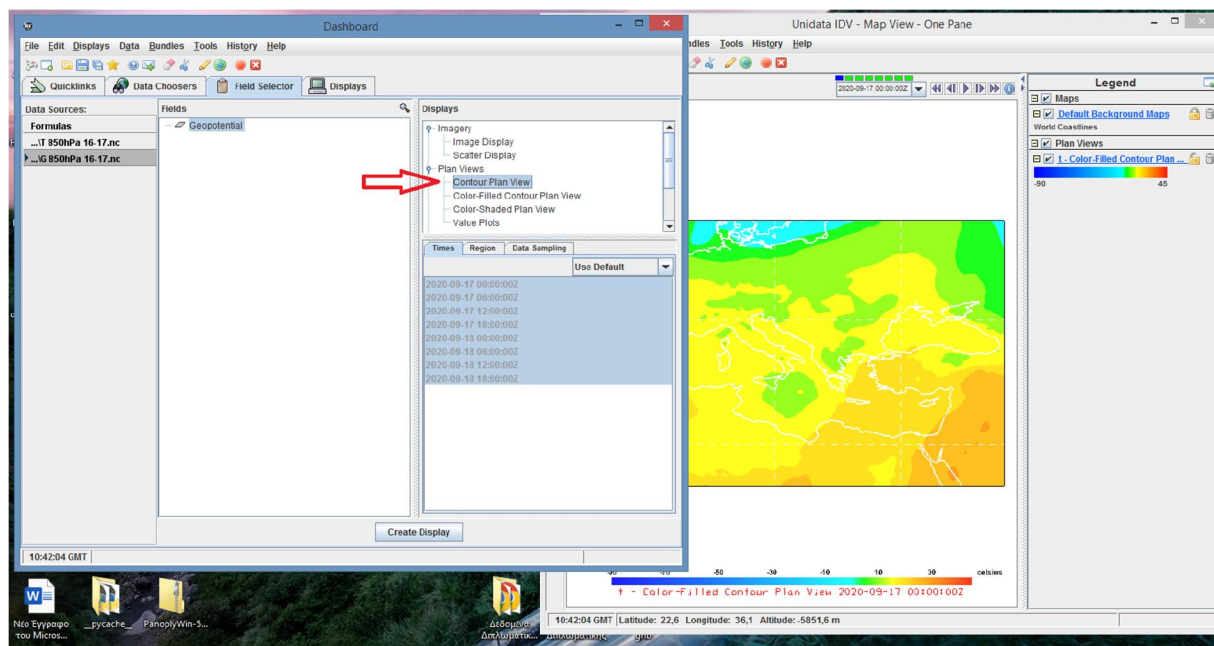 Dashboard
File Edit Displays Data Bundles Tools History Help
Quicklinks Data Choosers Field Selector Displays
Data Sources:
Formulas
...\T 850hPa 16-17.nc
...\G 850hPa 16-17.nc
Fields
Geopotential
Displays
Imagery
Image Display
Scatter Display
Plan Views
Contour Plan View
Color-Filled Contour Plan View
Color-Shaded Plan View
Value Plots
Times Region Data Sampling
Use Default
2020-09-17 00:00:00Z
2020-09-17 06:00:00Z
2020-09-17 12:00:00Z
2020-09-17 18:00:00Z
2020-09-18 00:00:00Z
2020-09-18 06:00:00Z
2020-09-18 12:00:00Z
2020-09-18 18:00:00Z
Create Display
10:42:04 GMT
Unidata IDV - Map View - One Pane
Tools History Help
2020-09-17 00:00:00Z
Legend
Maps
Default Background Maps
World Coastlines
Plan Views
t - Color-Filled Contour Plan ...
-90 45
-50 -30 -10 10 30 celsius
t - Color-Filled Contour Plan View 2020-09-17 00:00:00Z
10:42:04 GMT Latitude: 22,6 Longitude: 36,1 Altitude: -5851,6 m
Νέο Έγγραφο
του Micros...
__pycache__
PanoplyWin-5...
Δεδομένα
Διπλωματικ...